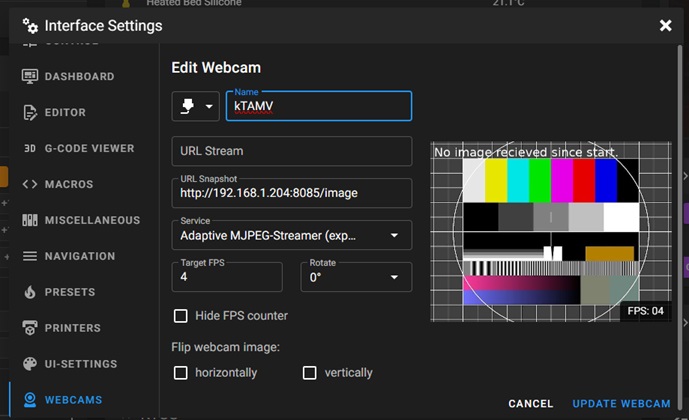 Heated Bed Silicone 21.1°C
Interface Settings
CONTROL
DASHBOARD
EDITOR
G-CODE VIEWER
MACROS
MISCELLANEOUS
NAVIGATION
PRESETS
PRINTERS
UI-SETTINGS
WEBCAMS
Edit Webcam
Name
kTAMV
URL Stream
URL Snapshot
http://192.168.1.204:8085/image
Service
Adaptive MJPEG-Streamer (exp...
Target FPS
4
Rotate
0°
Hide FPS counter
Flip webcam image:
horizontally
vertically
No image recieved since start.
FPS: 04
CANCEL
UPDATE WEBCAM